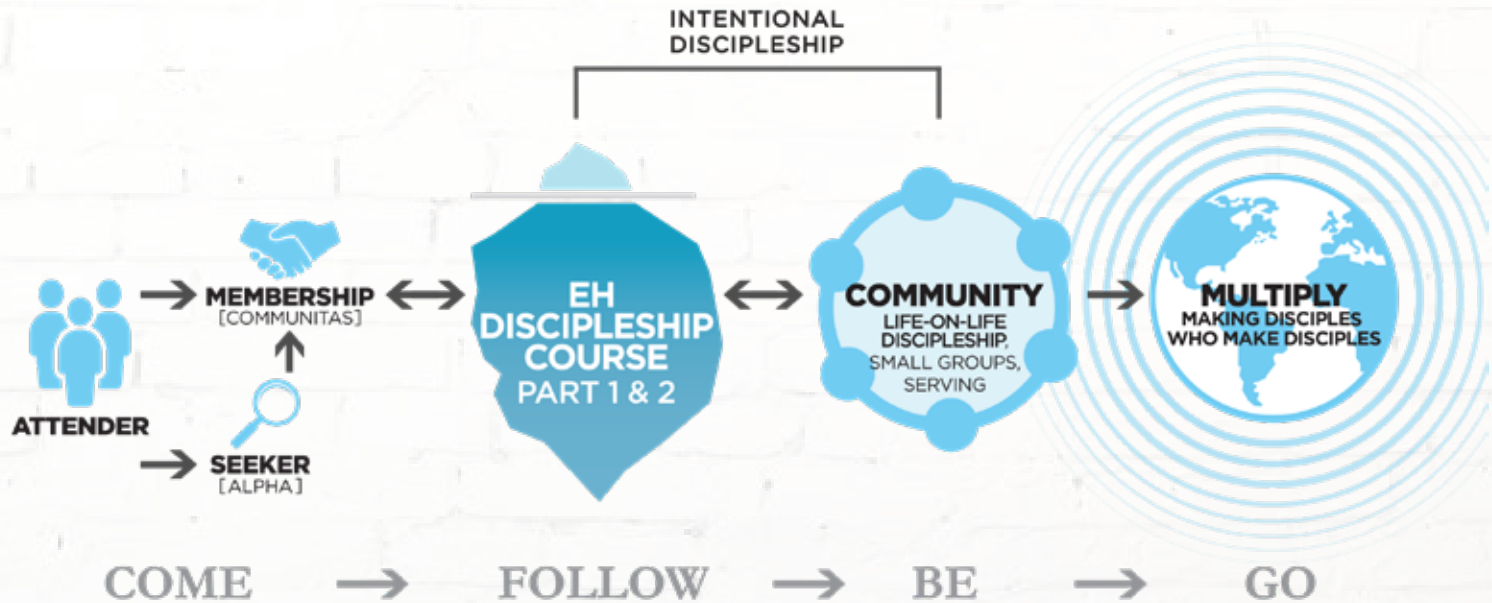 INTENTIONAL
DISCIPLESHIP
ATTENDER
MEMBERSHIP
[COMMUNITAS]
SEEKER
[ALPHA]
EH
DISCIPLESHIP
COURSE
PART 1 & 2
COMMUNITY
LIFE-ON-LIFE
DISCIPLESHIP,
SMALL GROUPS,
SERVING
MULTIPLY
MAKING DISCIPLES
WHO MAKE DISCIPLES
COME → FOLLOW → BE → GO